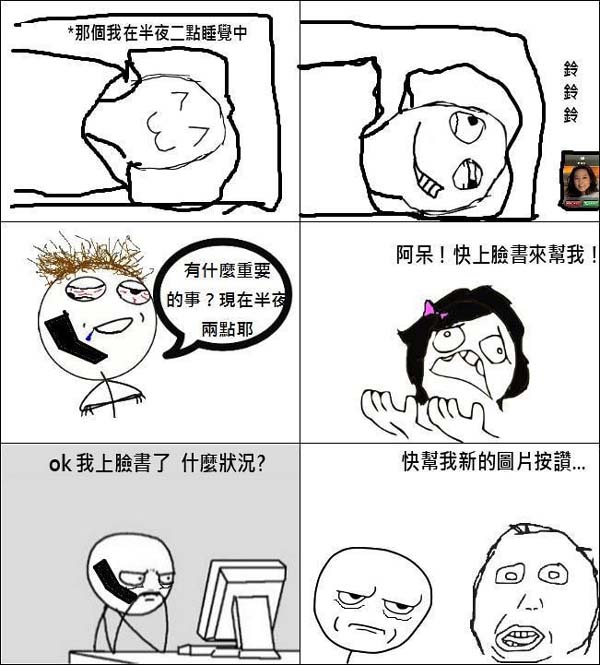 *那個我在半夜二點睡覺中
鈴
鈴
鈴
有什麼重要
的事？現在半夜
兩點耶
阿呆！快上臉書來幫我！
ok 我上臉書了 什麼狀況?
快幫我新的圖片按讚...